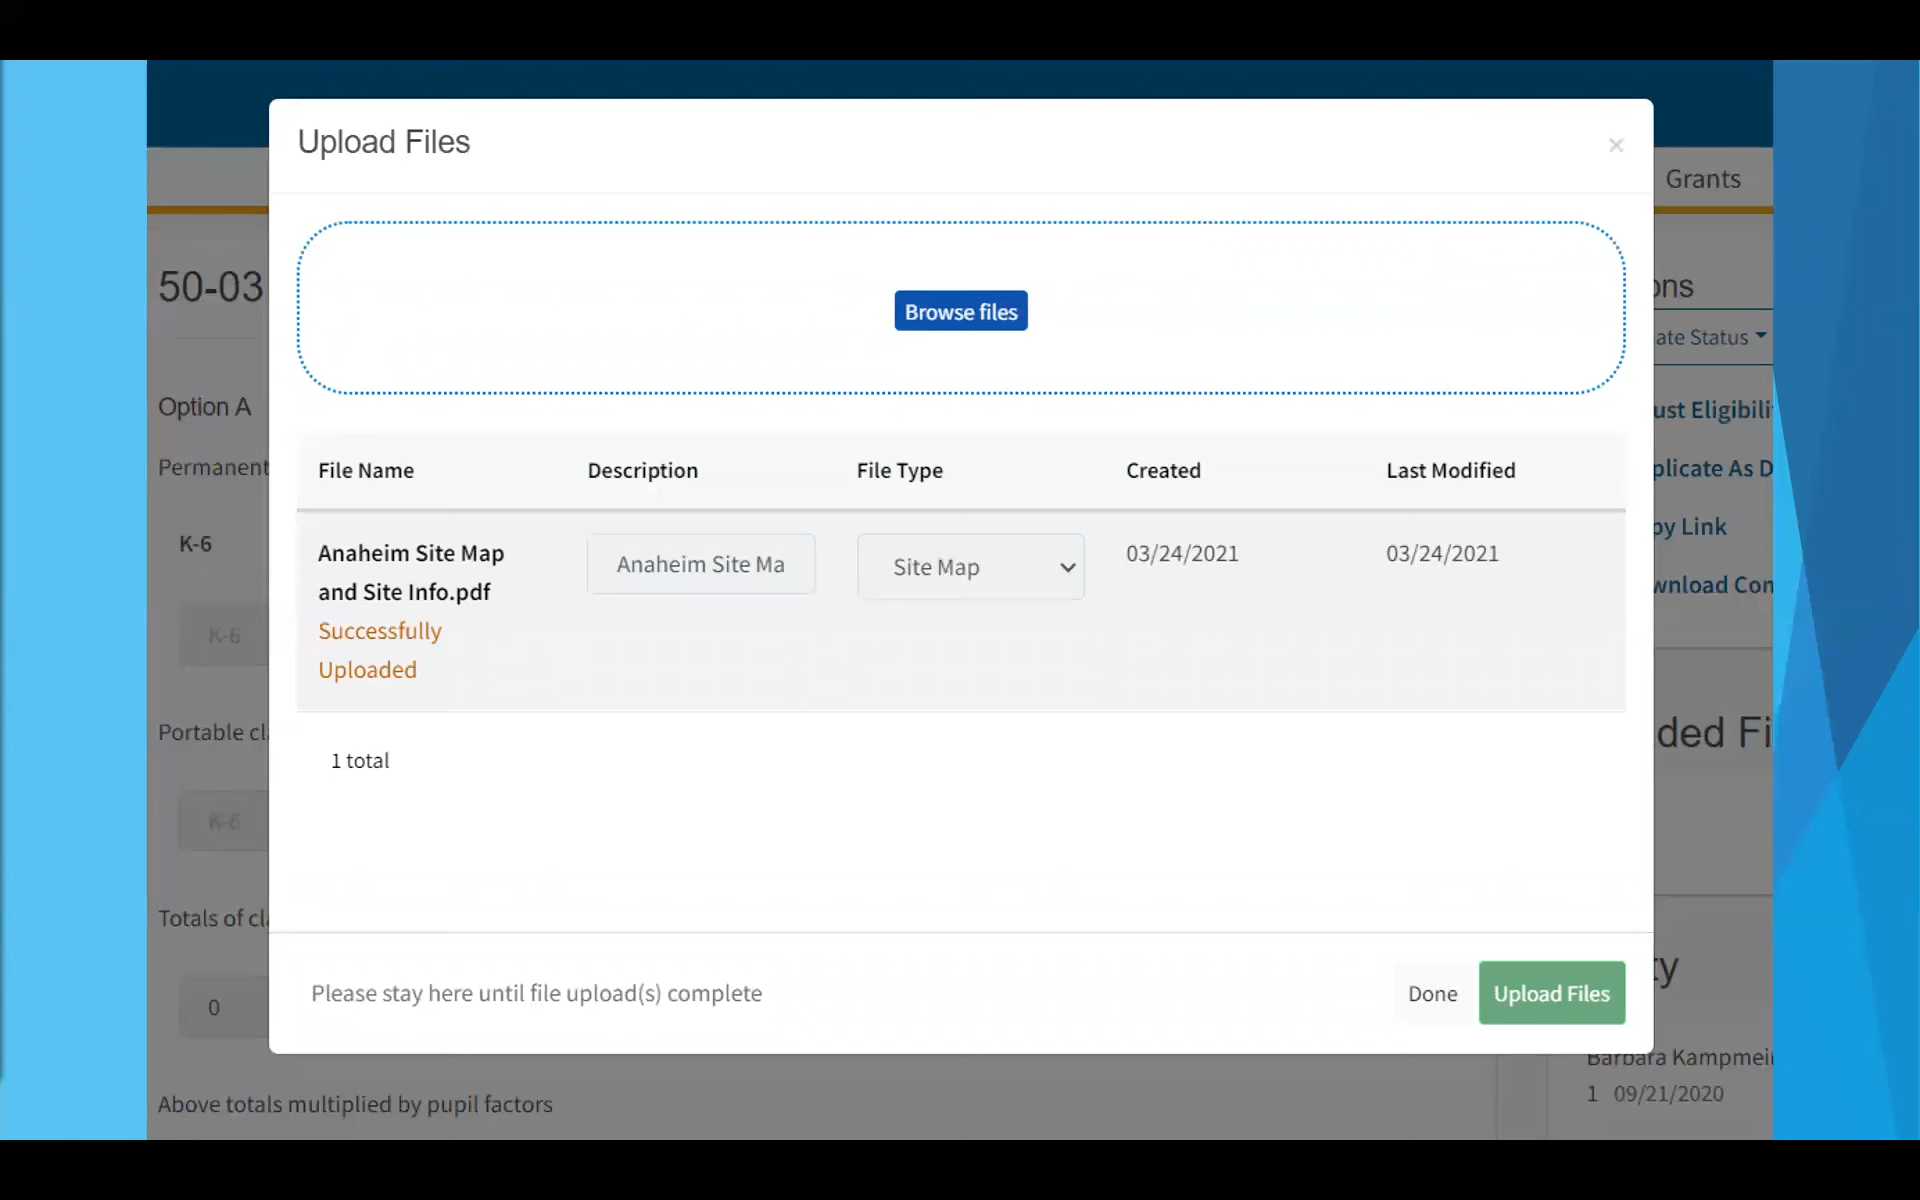 Upload Files
×
Grants
50-03
Browse files
ons
ate Status
Option A
ust Eligibili
Permanent
File Name Description File Type Created Last Modified
plicate As D
K-6
Anaheim Site Map
and Site Info.pdf
Successfully
Uploaded
Anaheim Site Ma
Site Map
03/24/2021
03/24/2021
py Link
wnload Con
K-6
Portable cl
ded Fi
1 total
K-6
Totals of cl
Please stay here until file upload(s) complete
Done
Upload Files
ty
0
Barbara Kampmei
1 09/21/2020
Above totals multiplied by pupil factors